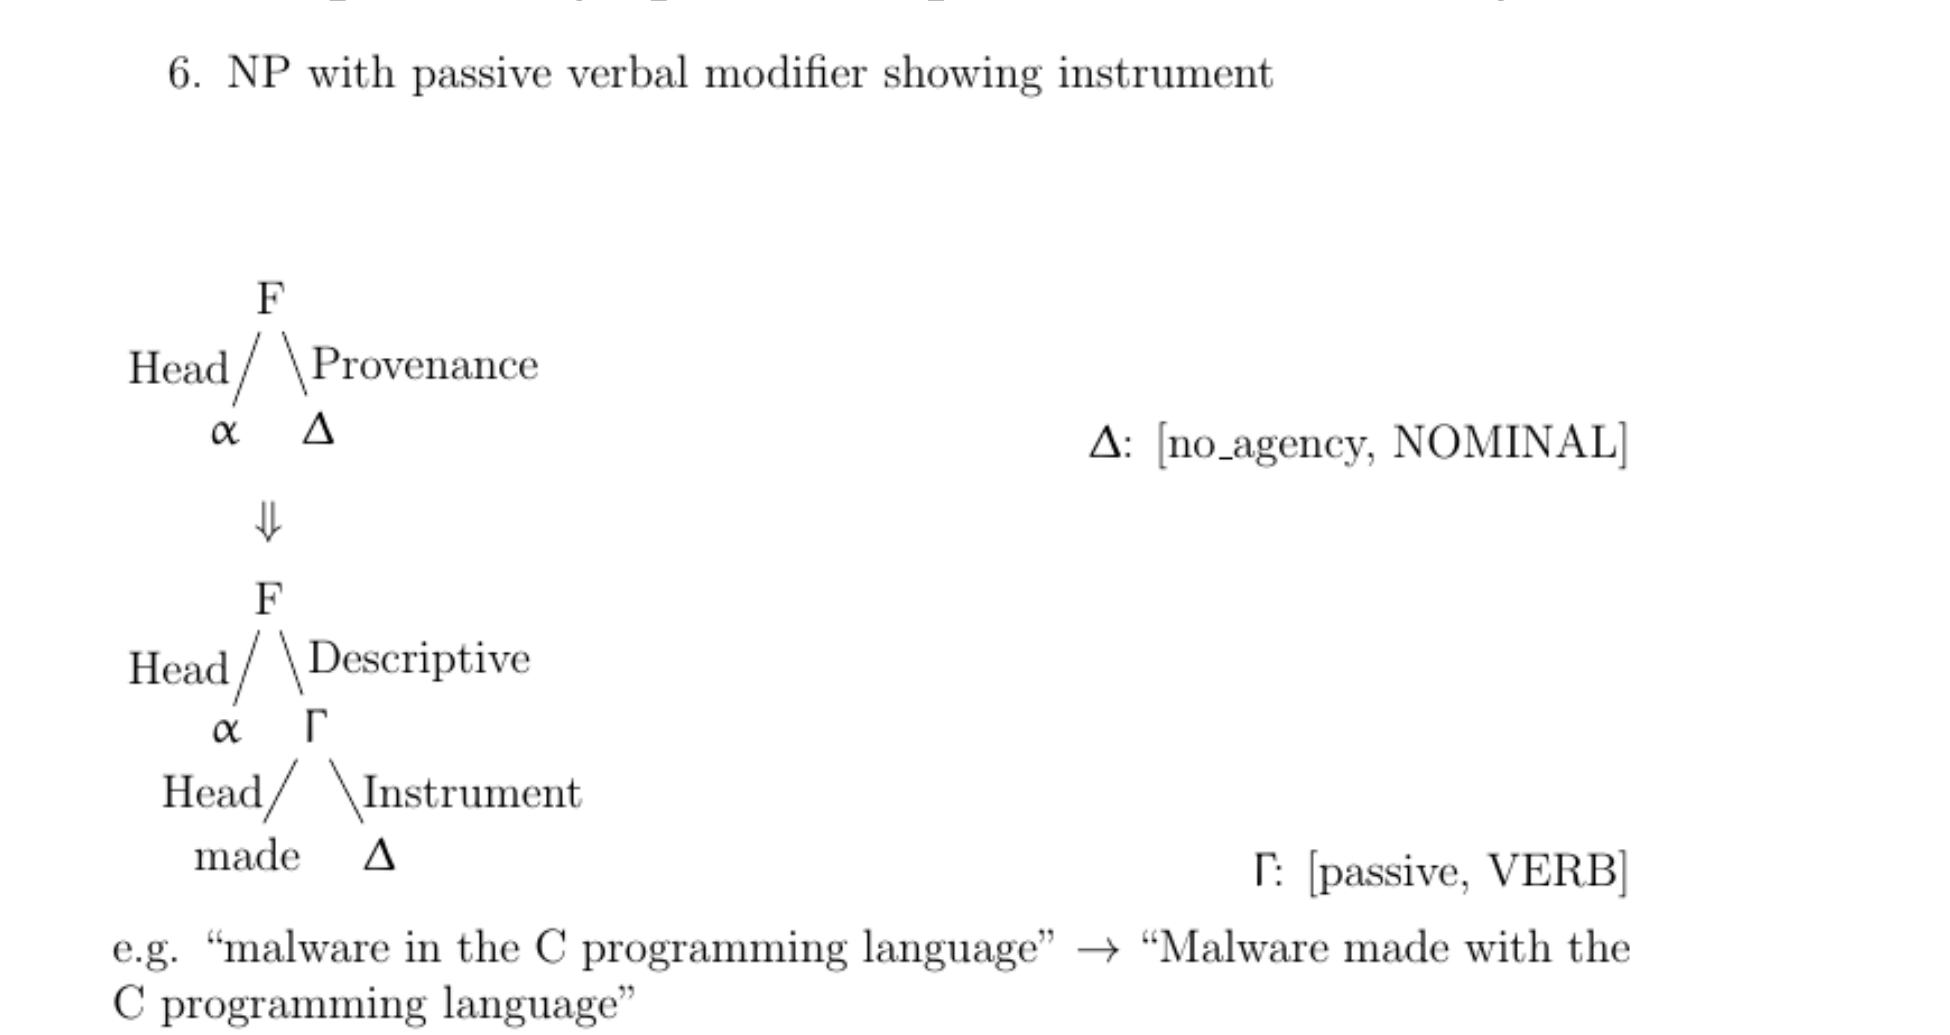 6. NP with passive verbal modifier showing instrument
F
Head Provenance
α Δ
Δ: [no_agency, NOMINAL]
⇓
F
Head Descriptive
α Γ
Head Instrument
made Δ
Γ: [passive, VERB]
e.g. “malware in the C programming language” → “Malware made with the
C programming language”